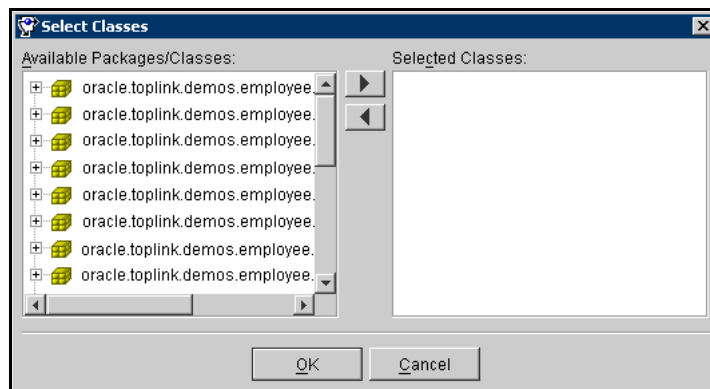 Select Classes
Available Packages/Classes:
Selected Classes:
oracle.toplink.demos.employee.
oracle.toplink.demos.employee.
oracle.toplink.demos.employee.
oracle.toplink.demos.employee.
oracle.toplink.demos.employee.
oracle.toplink.demos.employee.
oracle.toplink.demos.employee.
oracle.toplink.demos.employee.
OK
Cancel